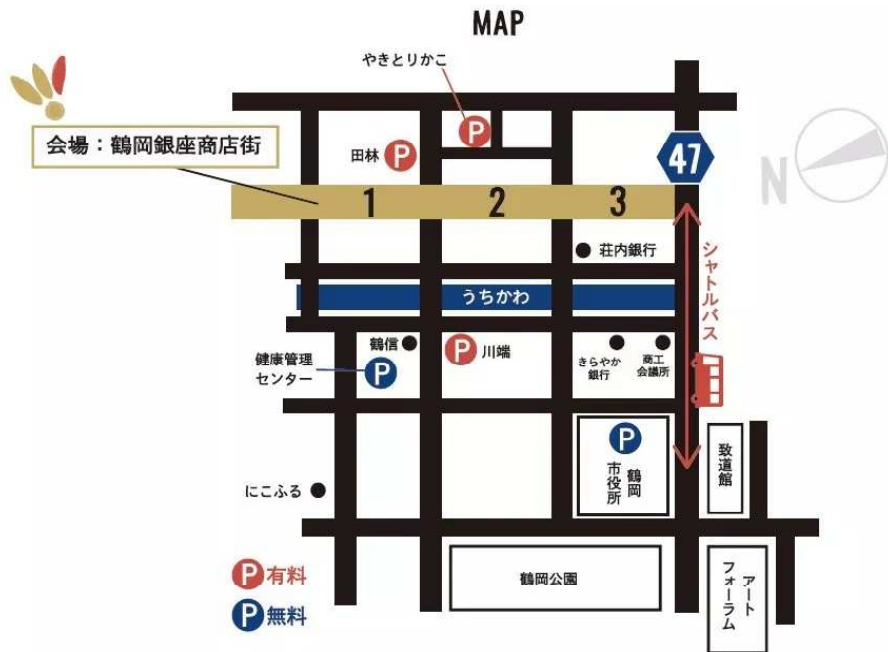 MAP
やきとりかこ
会場：鶴岡銀座商店街
田林
P
P
47
N
1
2
3
荘内銀行
シャトルバス
うちかわ
鶴信
P
川端
きらやか
銀行
商工
会議所
健康管理
センター
P
P
鶴岡
市役所
致道館
にこふる
P有料
P無料
鶴岡公園
アート
フォーラム